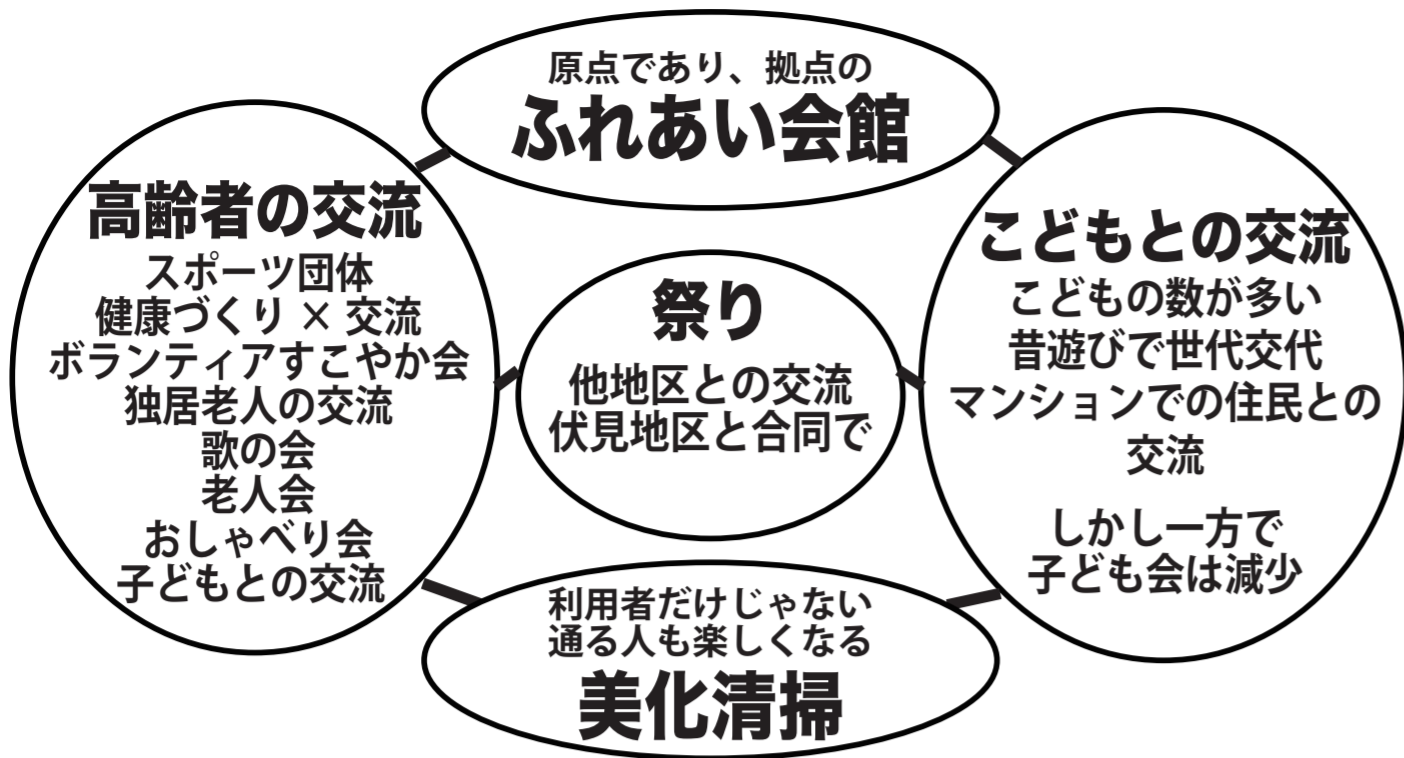 原点であり、拠点の
ふれあい会館
高齢者の交流
スポーツ団体
健康づくり × 交流
ボランティアすこやか会
独居老人の交流
歌の会
老人会
おしゃべり会
子どもとの交流
祭り
他地区との交流
伏見地区と合同で
こどもとの交流
こどもの数が多い
昔遊びで世代交代
マンションでの住民との
交流
しかし一方で
子ども会は減少
利用者だけじゃない
通る人も楽しくなる
美化清掃